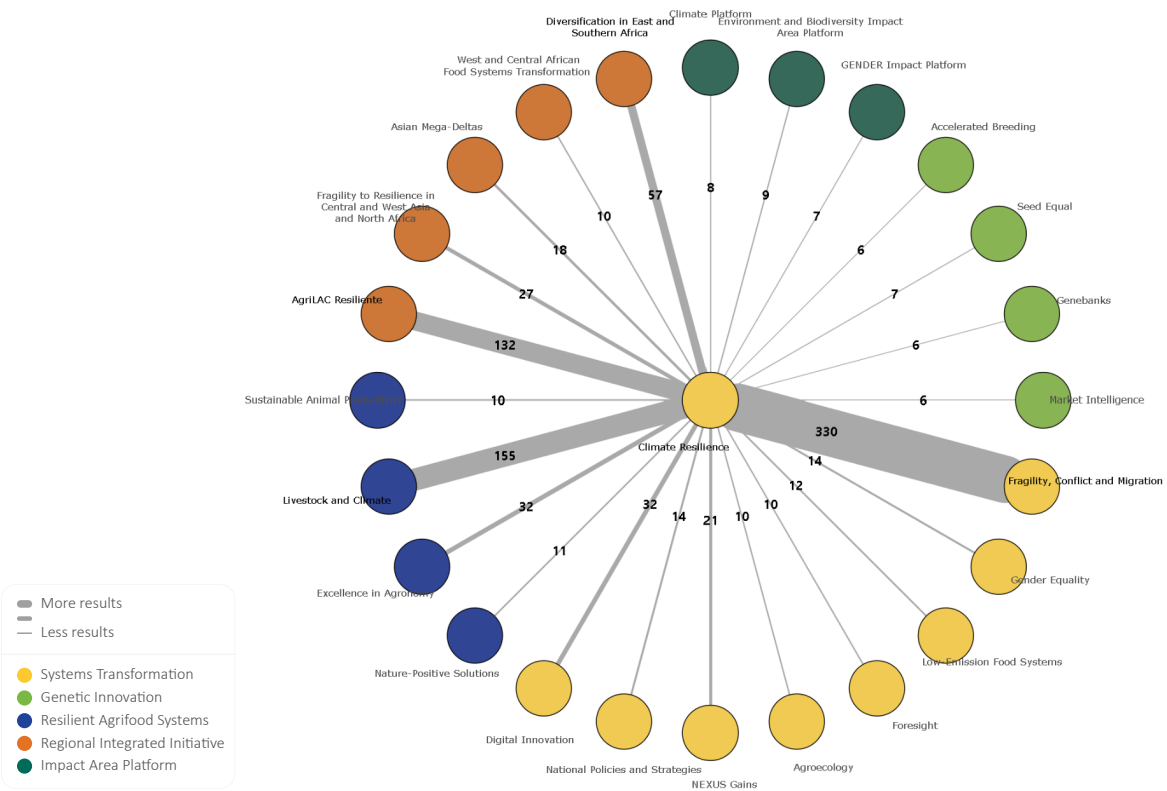 Climate Platform
Diversification in East and
Southern Africa
Environment and Biodiversity Impact
Area Platform
West and Central African
Food Systems Transformation
GENDER Impact Platform
Asian Mega-Deltas
Accelerated Breeding
Fragility to Resilience in
Central and West Asia
and North Africa
Seed Equal
AgriLAC Resiliente
Genebanks
Sustainable Animal
Market Intelligence
Climate Resilience
Livestock and Climate
Fragility, Conflict and Migration
Excellence in Agronomy
Gender Equality
Nature-Positive Solutions
Low-Emission Food Systems
Digital Innovation
Foresight
National Policies and Strategies
Agroecology
NEXUS Gains
57
8
9
10
7
18
6
27
7
132
6
10
6
155
330
14
32
12
11
32
14
21
10
10
More results
Less results
Systems Transformation
Genetic Innovation
Resilient Agrifood Systems
Regional Integrated Initiative
Impact Area Platform